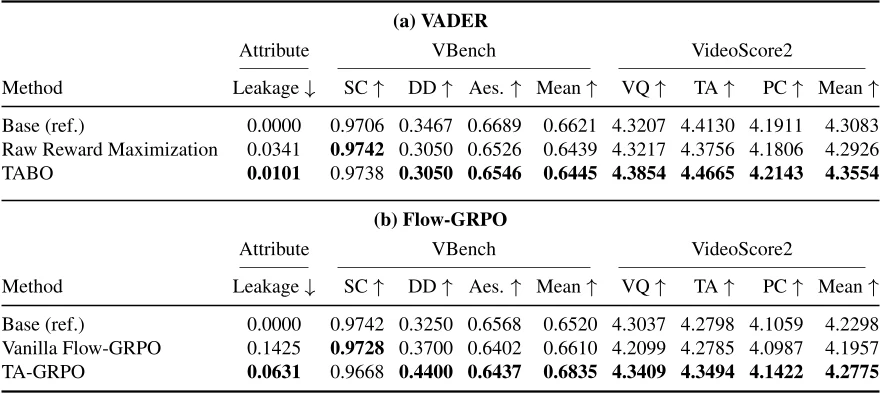 (a) VADER
Attribute VBench VideoScore2
Method Leakage ↓ SC ↑ DD ↑ Aes. ↑ Mean ↑ VQ ↑ TA ↑ PC ↑ Mean ↑
Base (ref.) 0.0000 0.9706 0.3467 0.6689 0.6621 4.3207 4.4130 4.1911 4.3083
Raw Reward Maximization 0.0341 0.9742 0.3050 0.6526 0.6439 4.3217 4.3756 4.1806 4.2926
TABO 0.0101 0.9738 0.3050 0.6546 0.6445 4.3854 4.4665 4.2143 4.3554
(b) Flow-GRPO
Attribute VBench VideoScore2
Method Leakage ↓ SC ↑ DD ↑ Aes. ↑ Mean ↑ VQ ↑ TA ↑ PC ↑ Mean ↑
Base (ref.) 0.0000 0.9742 0.3250 0.6568 0.6520 4.3037 4.2798 4.1059 4.2298
Vanilla Flow-GRPO 0.1425 0.9728 0.3700 0.6402 0.6610 4.2099 4.2785 4.0987 4.1957
TA-GRPO 0.0631 0.9668 0.4400 0.6437 0.6835 4.3409 4.3494 4.1422 4.2775